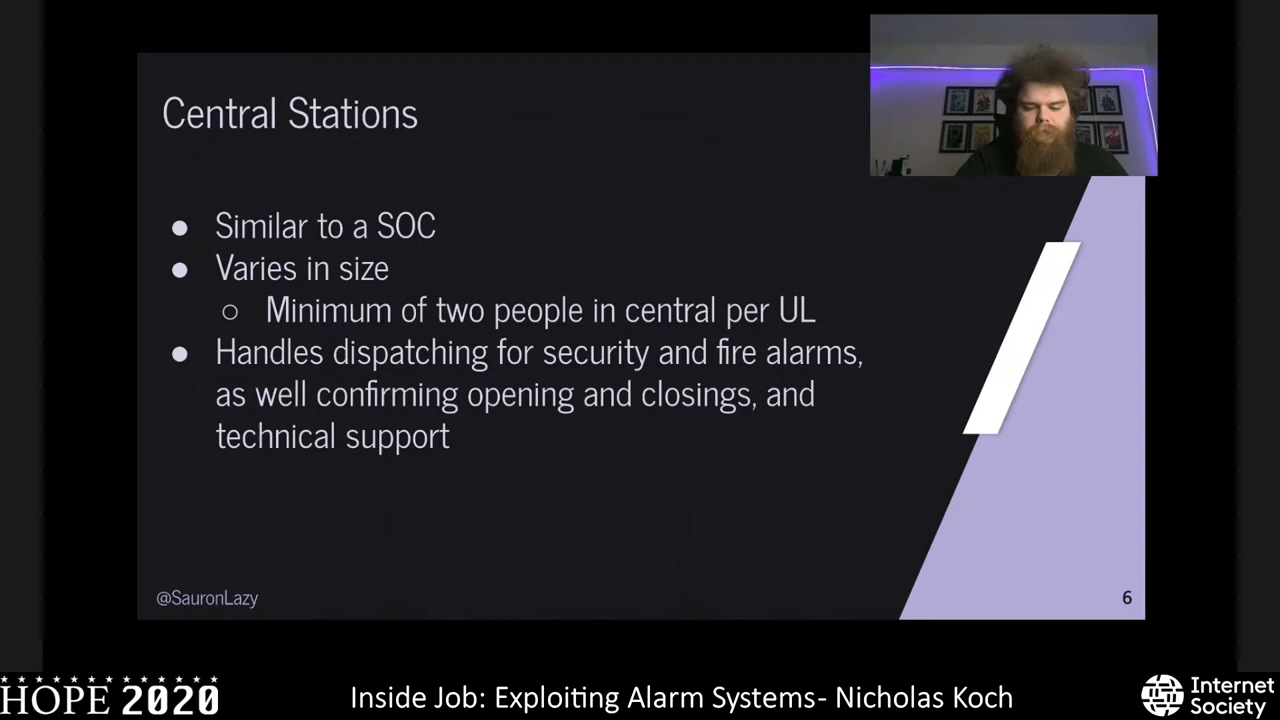 Central Stations
● Similar to a SOC
● Varies in size
○ Minimum of two people in central per UL
● Handles dispatching for security and fire alarms,
as well confirming opening and closings, and
technical support
@SauronLazy
6
HOPE 2020
Inside Job: Exploiting Alarm Systems- Nicholas Koch
Internet
Society